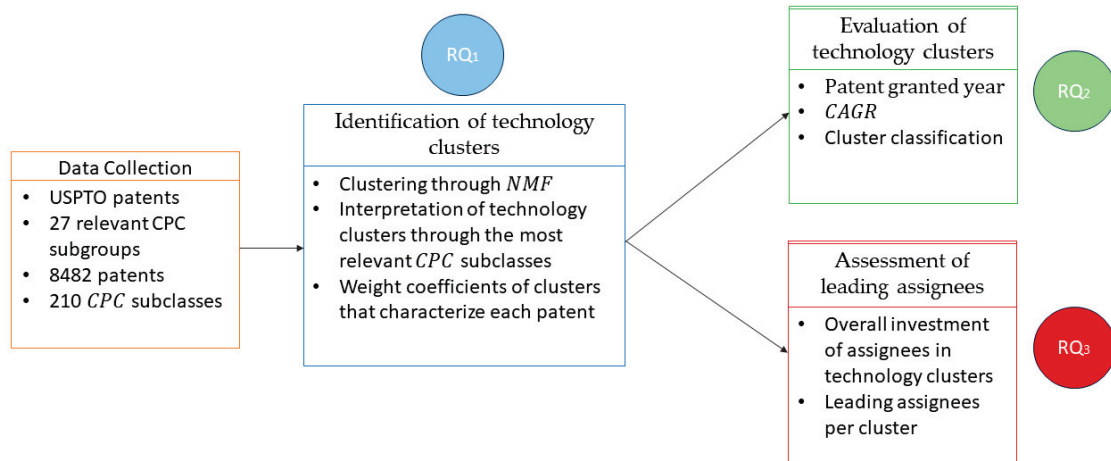 Data Collection
• USPTO patents
• 27 relevant CPC
subgroups
• 8482 patents
• 210 CPC subclasses
RQ1
Identification of technology
clusters
• Clustering through NMF
• Interpretation of technology
clusters through the most
relevant CPC subclasses
• Weight coefficients of clusters
that characterize each patent
Evaluation of
technology clusters
• Patent granted year
• CAGR
• Cluster classification
RQ2
Assessment of
leading assignees
• Overall investment
of assignees in
technology clusters
• Leading assignees
per cluster
RQ3